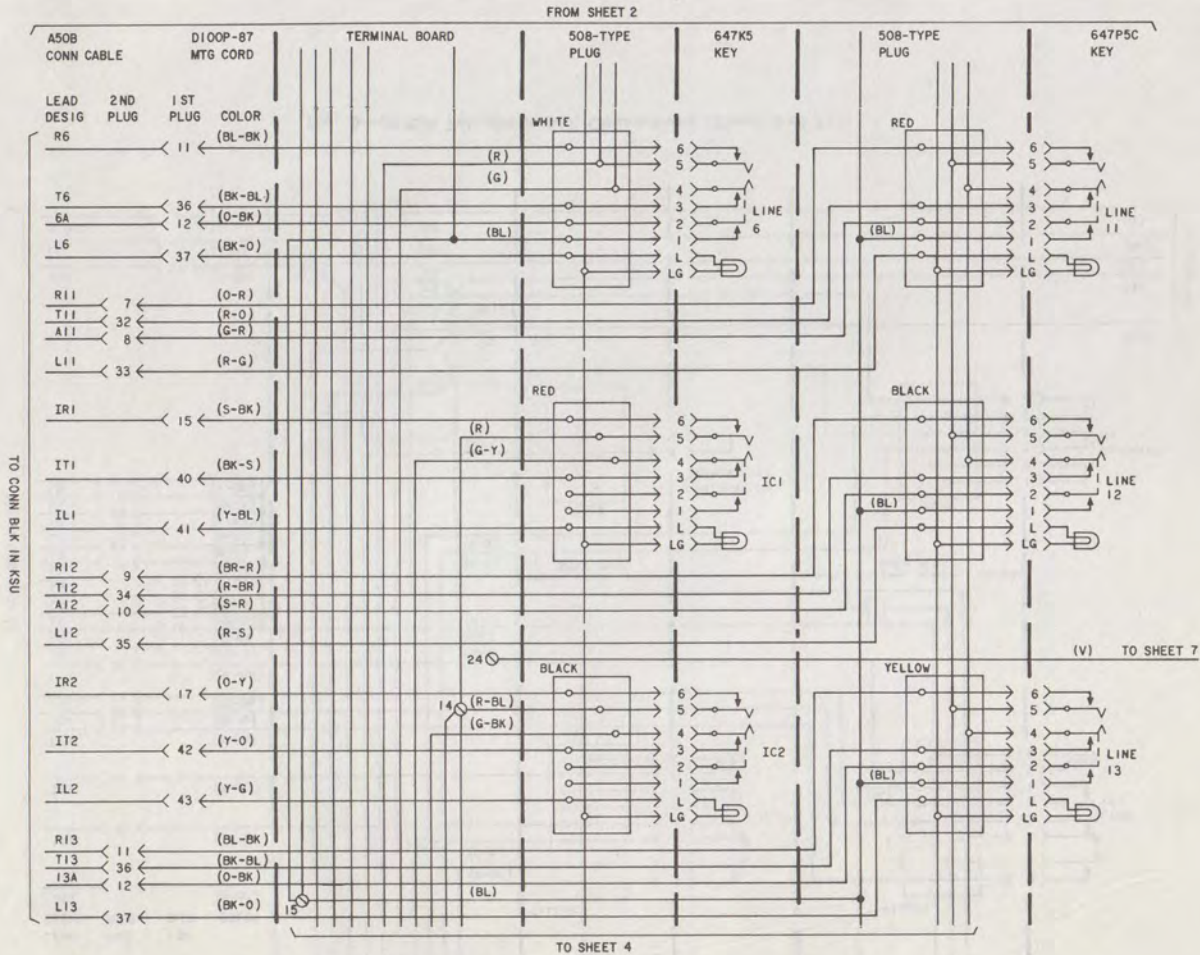 FROM SHEET 2
A50B D100P-87 TERMINAL BOARD 508-TYPE 647K5 508-TYPE 647P5C
CONN CABLE MTG CORD PLUG KEY PLUG KEY
LEAD 2ND 1ST
DESIG PLUG PLUG COLOR
R6 11 (BL-BK) WHITE 6 RED 6
(R) 5 5
(G) 4 4
T6 36 (BK-BL) 3 LINE 3 LINE
6A 12 (O-BK) 2 6 2 11
L6 37 (BK-O) (BL) 1 (BL) 1
L L
LG LG
R11 7 (O-R)
T11 32 (R-O)
A11 8 (G-R)
L11 33 (R-G)
RED BLACK
IR1 15 (S-BK) 6 6
(R) 5 5
(G-Y) 4 4
IT1 40 (BK-S) 3 IC1 3 LINE
2 2 12
1 (BL) 1
YL1 41 (Y-BL) L L
LG LG
R12 9 (BR-R)
T12 34 (R-BR)
A12 10 (S-R)
L12 35 (R-S)
24 (V) TO SHEET 7
BLACK YELLOW
IR2 17 (O-Y) 6 6
14 (R-BL) 5 5
(G-BK) 4 4
IT2 42 (Y-O) 3 IC2 3 LINE
2 2 13
1 (BL) 1
IL2 43 (Y-G) L L
LG LG
R13 11 (BL-BK)
T13 36 (BK-BL)
13A 12 (O-BK)
L13 37 (BK-O) 15 (BL)
TO CONN BLK IN KSU
TO SHEET 4